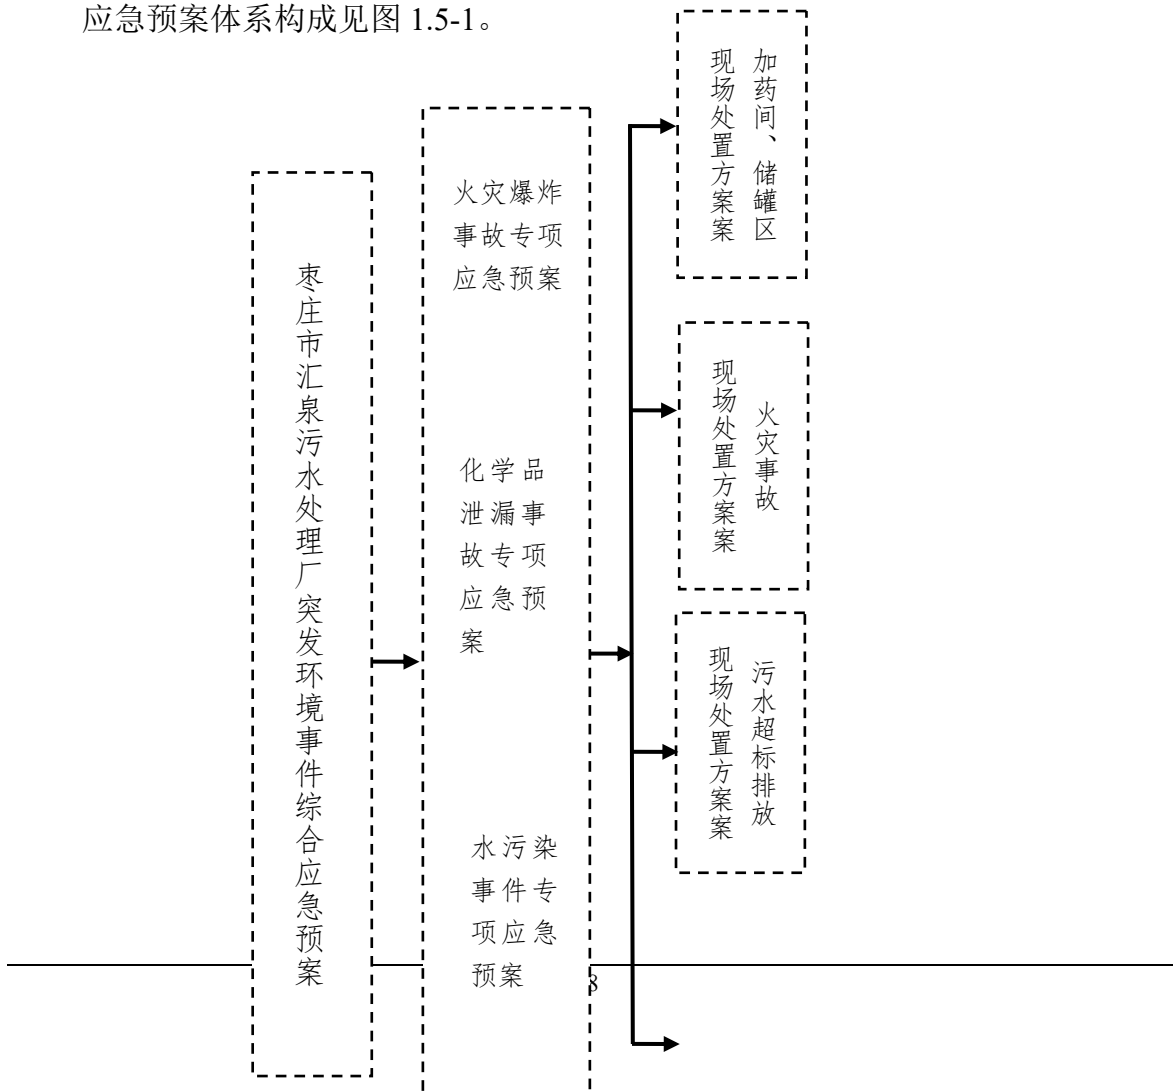 应急预案体系构成见图 1.5-1。
枣庄市汇泉污水处理厂突发环境事件综合应急预案
火灾爆炸
事故专项
应急预案
化学品
泄漏事
故专项
应急预
案
水污染
事件专
项应急
预案
加药间、储罐区
现场处置方案案
火灾事故
现场处置方案案
污水超标排放
现场处置方案案
8